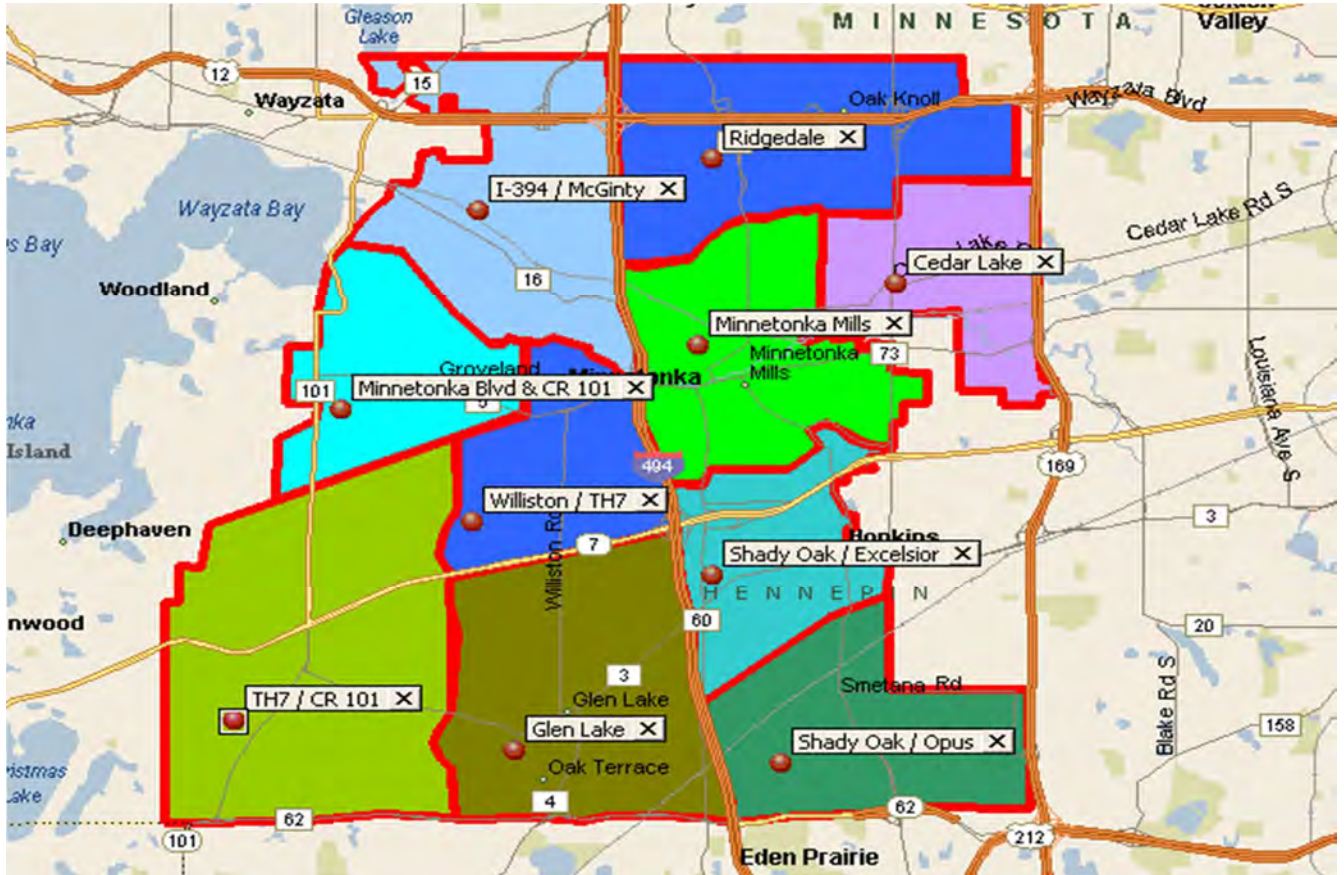 Gleason
Lake
MINNESOTA
Valley
12
15
Wayzata
Oak Knoll
Wayzata Blvd
Ridgedale ✕
I-394 / McGinty ✕
Wayzata Bay
Bay
Cedar Lake Rd S
Cedar Lake ✕
16
Woodland
Minnetonka Mills ✕
Minnetonka
Mills
73
Groveland
Minnetonka Blvd & CR 101 ✕
101
5
Island
494
169
Louisiana Ave S
Williston / TH7 ✕
Deephaven
7
3
Williston Rd
Hopkins
Shady Oak / Excelsior ✕
HENNEPIN
nwood
60
20
3
Smetana Rd
Blake Rd S
TH7 / CR 101 ✕
Glen Lake
Glen Lake ✕
158
Shady Oak / Opus ✕
Oak Terrace
Lake
4
62
62
101
212
Eden Prairie